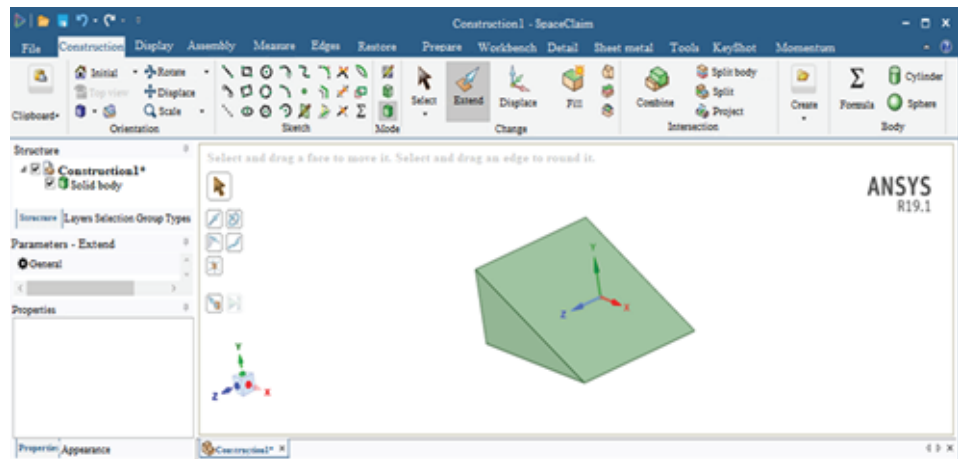 Construction1 - SpaceClaim
File Construction Display Assembly Measure Edges Restore Prepare Workbench Detail Sheet metal Tools KeyShot Momentum
Initial Rotate
Top view Displace
Scale
Clipboard
Orientation
Sketch
Mode
Select Extend Displace Fill
Change
Combine
Split body
Split
Project
Intersection
Create
Formula
Cylinder
Sphere
Body
Structure
Construction1*
Solid body
Structure Layers Selection Group Types
Parameters - Extend
General
Properties
Properties Appearance
Select and drag a face to move it. Select and drag an edge to round it.
ANSYS
R19.1
Y
Z X
Y
Z X
Construction1* X